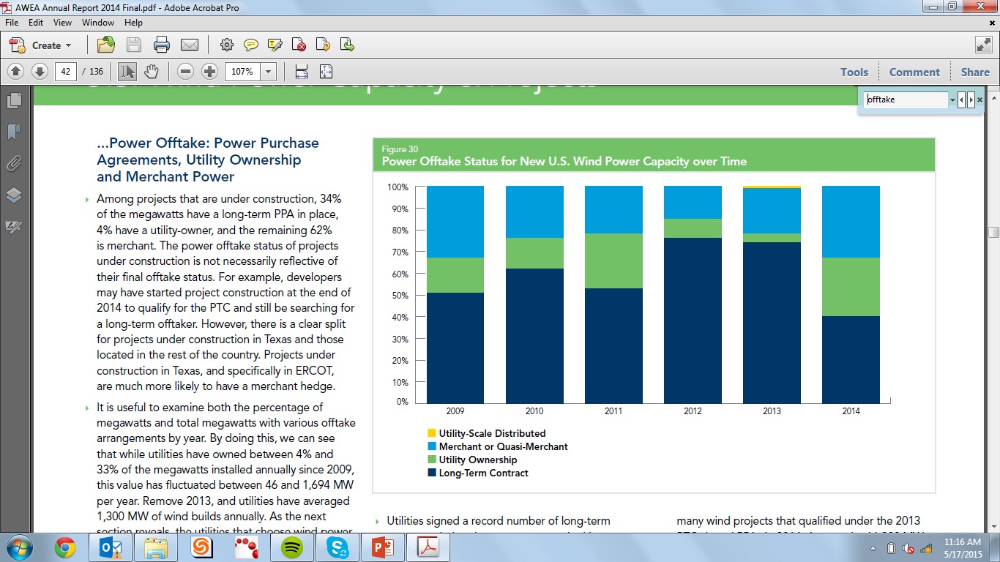 AWEA Annual Report 2014 Final.pdf - Adobe Acrobat Pro
File Edit View Window Help
Create
42 / 136
107%
Tools Comment Share
offtake
U.S. Wind Power Capacity & Projects
...Power Offtake: Power Purchase
Agreements, Utility Ownership
and Merchant Power
Among projects that are under construction, 34%
of the megawatts have a long-term PPA in place,
4% have a utility-owner, and the remaining 62%
is merchant. The power offtake status of projects
under construction is not necessarily reflective of
their final offtake status. For example, developers
may have started project construction at the end of
2014 to qualify for the PTC and still be searching for
a long-term offtaker. However, there is a clear split
for projects under construction in Texas and those
located in the rest of the country. Projects under
construction in Texas, and specifically in ERCOT,
are much more likely to have a merchant hedge.
It is useful to examine both the percentage of
megawatts and total megawatts with various offtake
arrangements by year. By doing this, we can see
that while utilities have owned between 4% and
33% of the megawatts installed annually since 2009,
this value has fluctuated between 46 and 1,694 MW
per year. Remove 2013, and utilities have averaged
1,300 MW of wind builds annually. As the next
section reveals, the utilities that choose wind power
Figure 30
Power Offtake Status for New U.S. Wind Power Capacity over Time
100%
90%
80%
70%
60%
50%
40%
30%
20%
10%
0%
2009 2010 2011 2012 2013 2014
Utility-Scale Distributed
Merchant or Quasi-Merchant
Utility Ownership
Long-Term Contract
Utilities signed a record number of long-term
many wind projects that qualified under the 2013
11:16 AM
5/17/2015